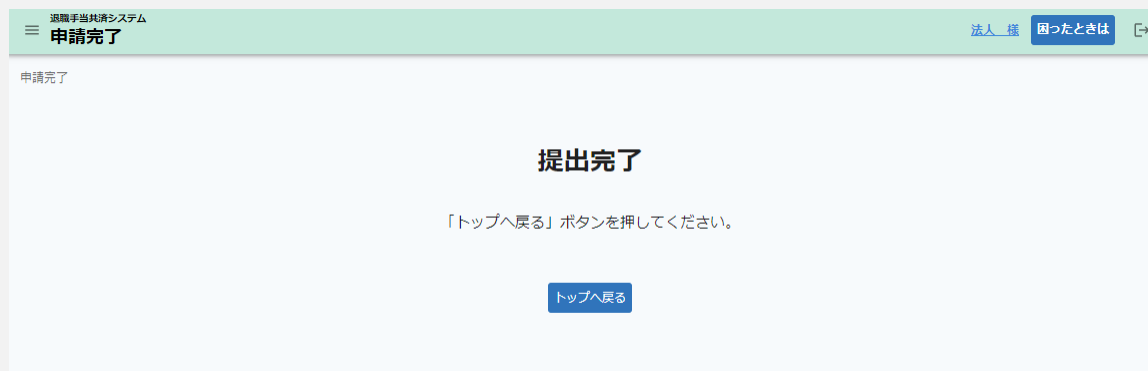 退職手当共済システム
申請完了
法人　様
困ったときは
申請完了
提出完了
「トップへ戻る」ボタンを押してください。
トップへ戻る